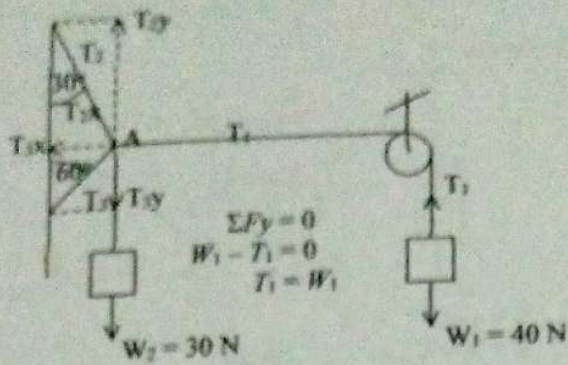 T₂y
T₂
30°
T₂x
T₃x
A
T₁
60°
T₃
T₃y
T₁
ΣFy = 0
W₁ – T₁ = 0
T₁ = W₁
W₂ = 30 N
W₁ = 40 N